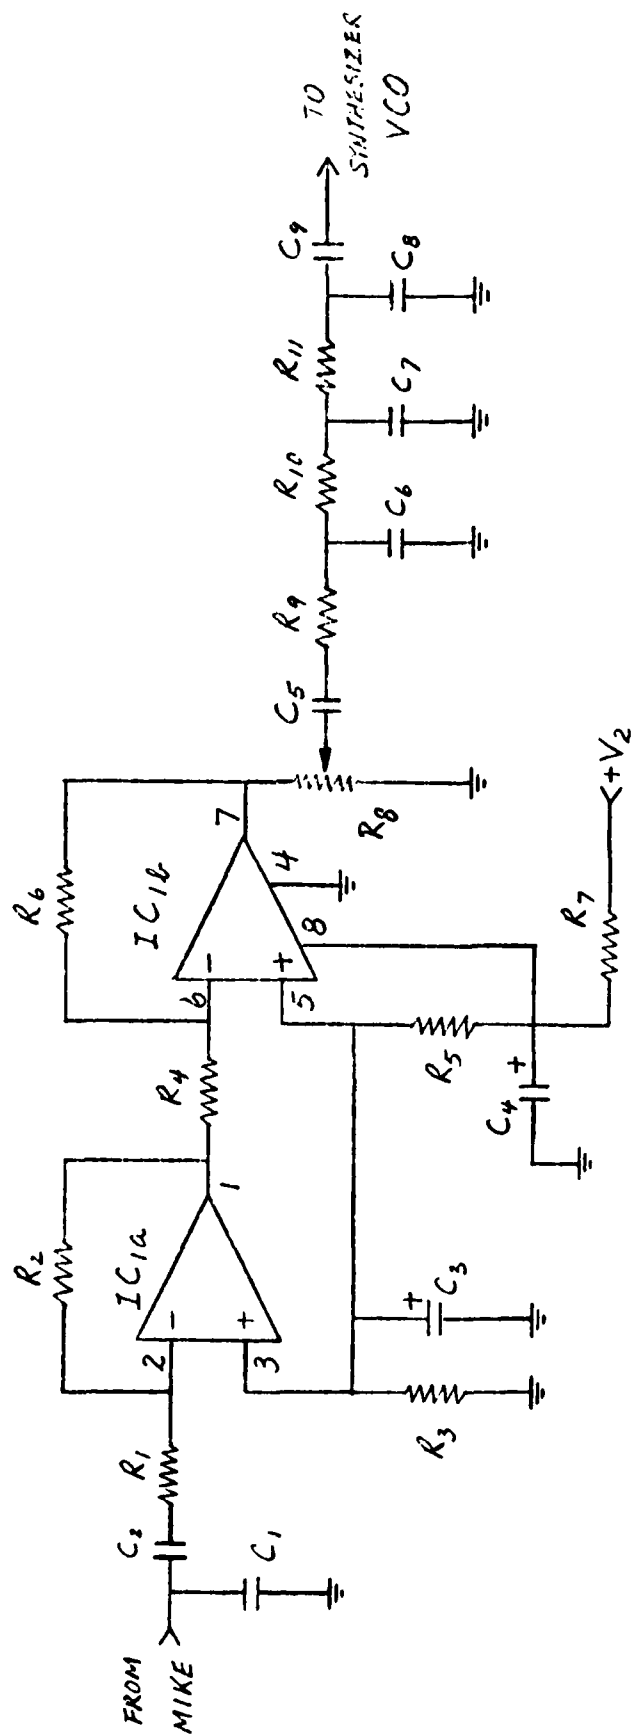 FROM
MIKE
C1
C2
R1
R2
2
3
−
+
IC1a
1
R3
+
C3
R4
R6
6
5
−
+
IC1b
7
8
4
R5
C4
+
R7
+V2
R8
C5
R9
C6
R10
C7
R11
C8
C9
TO
SYNTHESIZER
VCO